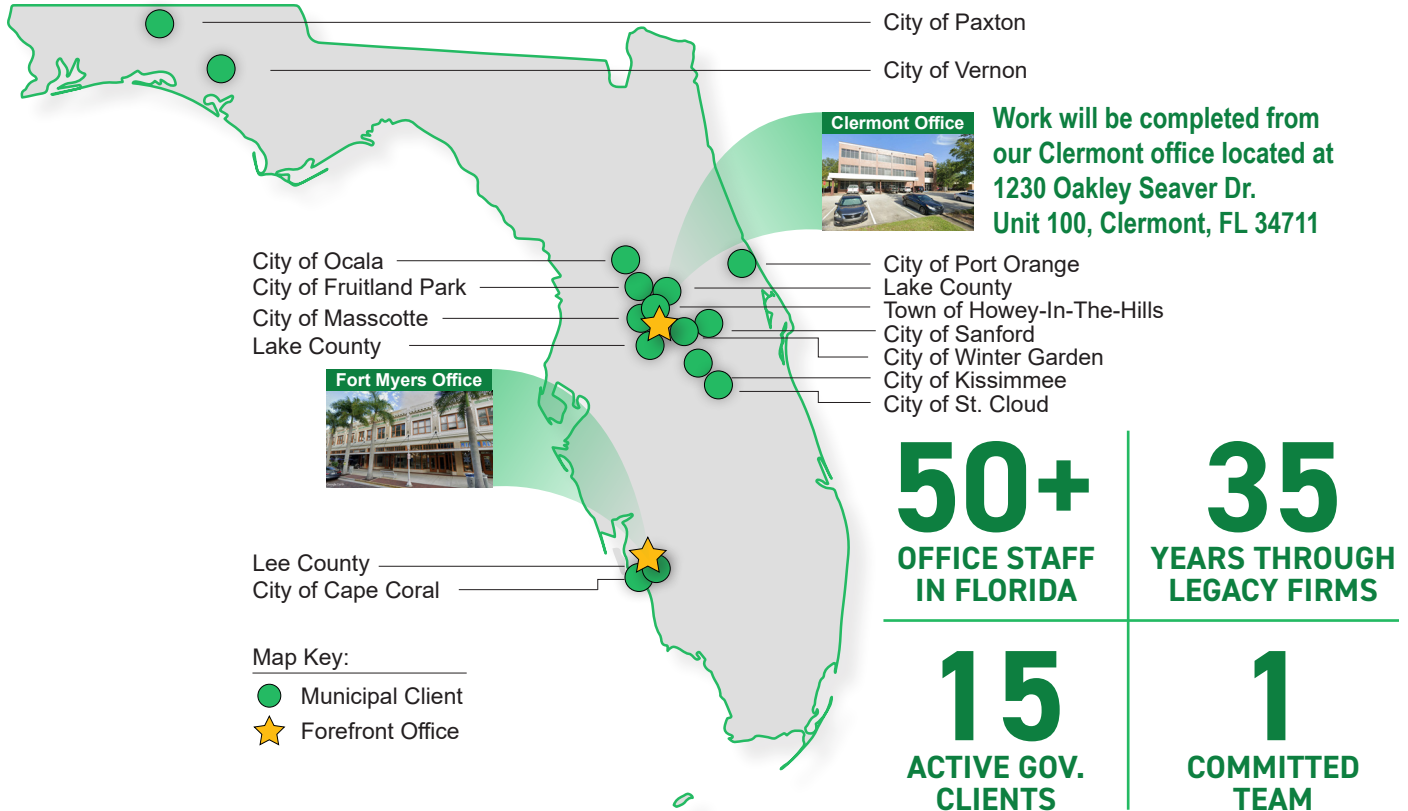 City of Paxton
City of Vernon
Clermont Office
Work will be completed from
our Clermont office located at
1230 Oakley Seaver Dr.
Unit 100, Clermont, FL 34711
City of Ocala
City of Fruitland Park
City of Masscotte
Lake County
City of Port Orange
Lake County
Town of Howey-In-The-Hills
City of Sanford
City of Winter Garden
City of Kissimmee
City of St. Cloud
Fort Myers Office
Lee County
City of Cape Coral
Map Key:
Municipal Client
Forefront Office
50+
OFFICE STAFF
IN FLORIDA
35
YEARS THROUGH
LEGACY FIRMS
15
ACTIVE GOV.
CLIENTS
1
COMMITTED
TEAM